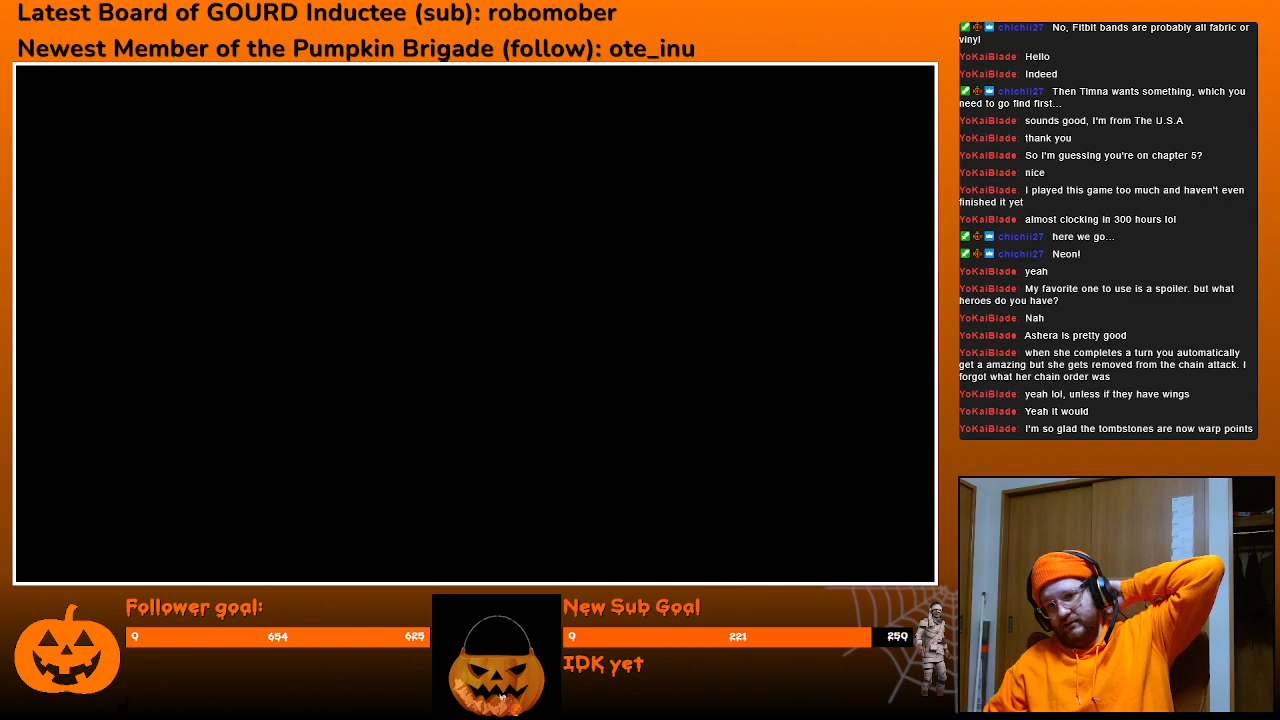 Latest Board of GOURD Inductee (sub): robomober
Newest Member of the Pumpkin Brigade (follow): ote_inu
chichii27: No, Fitbit bands are probably all fabric or
vinyl
YoKaiBlade: Hello
YoKaiBlade: Indeed
chichii27: Then Timna wants something, which you
need to go find first...
YoKaiBlade: sounds good, I'm from The U.S.A
YoKaiBlade: thank you
YoKaiBlade: So I'm guessing you're on chapter 5?
YoKaiBlade: nice
YoKaiBlade: I played this game too much and haven't even
finished it yet
YoKaiBlade: almost clocking in 300 hours lol
chichii27: here we go...
chichii27: Neon!
YoKaiBlade: yeah
YoKaiBlade: My favorite one to use is a spoiler. but what
heroes do you have?
YoKaiBlade: Nah
YoKaiBlade: Ashera is pretty good
YoKaiBlade: when she completes a turn you automatically
get a amazing but she gets removed from the chain attack. I
forgot what her chain order was
YoKaiBlade: yeah lol, unless if they have wings
YoKaiBlade: Yeah it would
YoKaiBlade: I'm so glad the tombstones are now warp points
Follower goal:
0 654 625
New Sub Goal
0 221 250
IDK yet